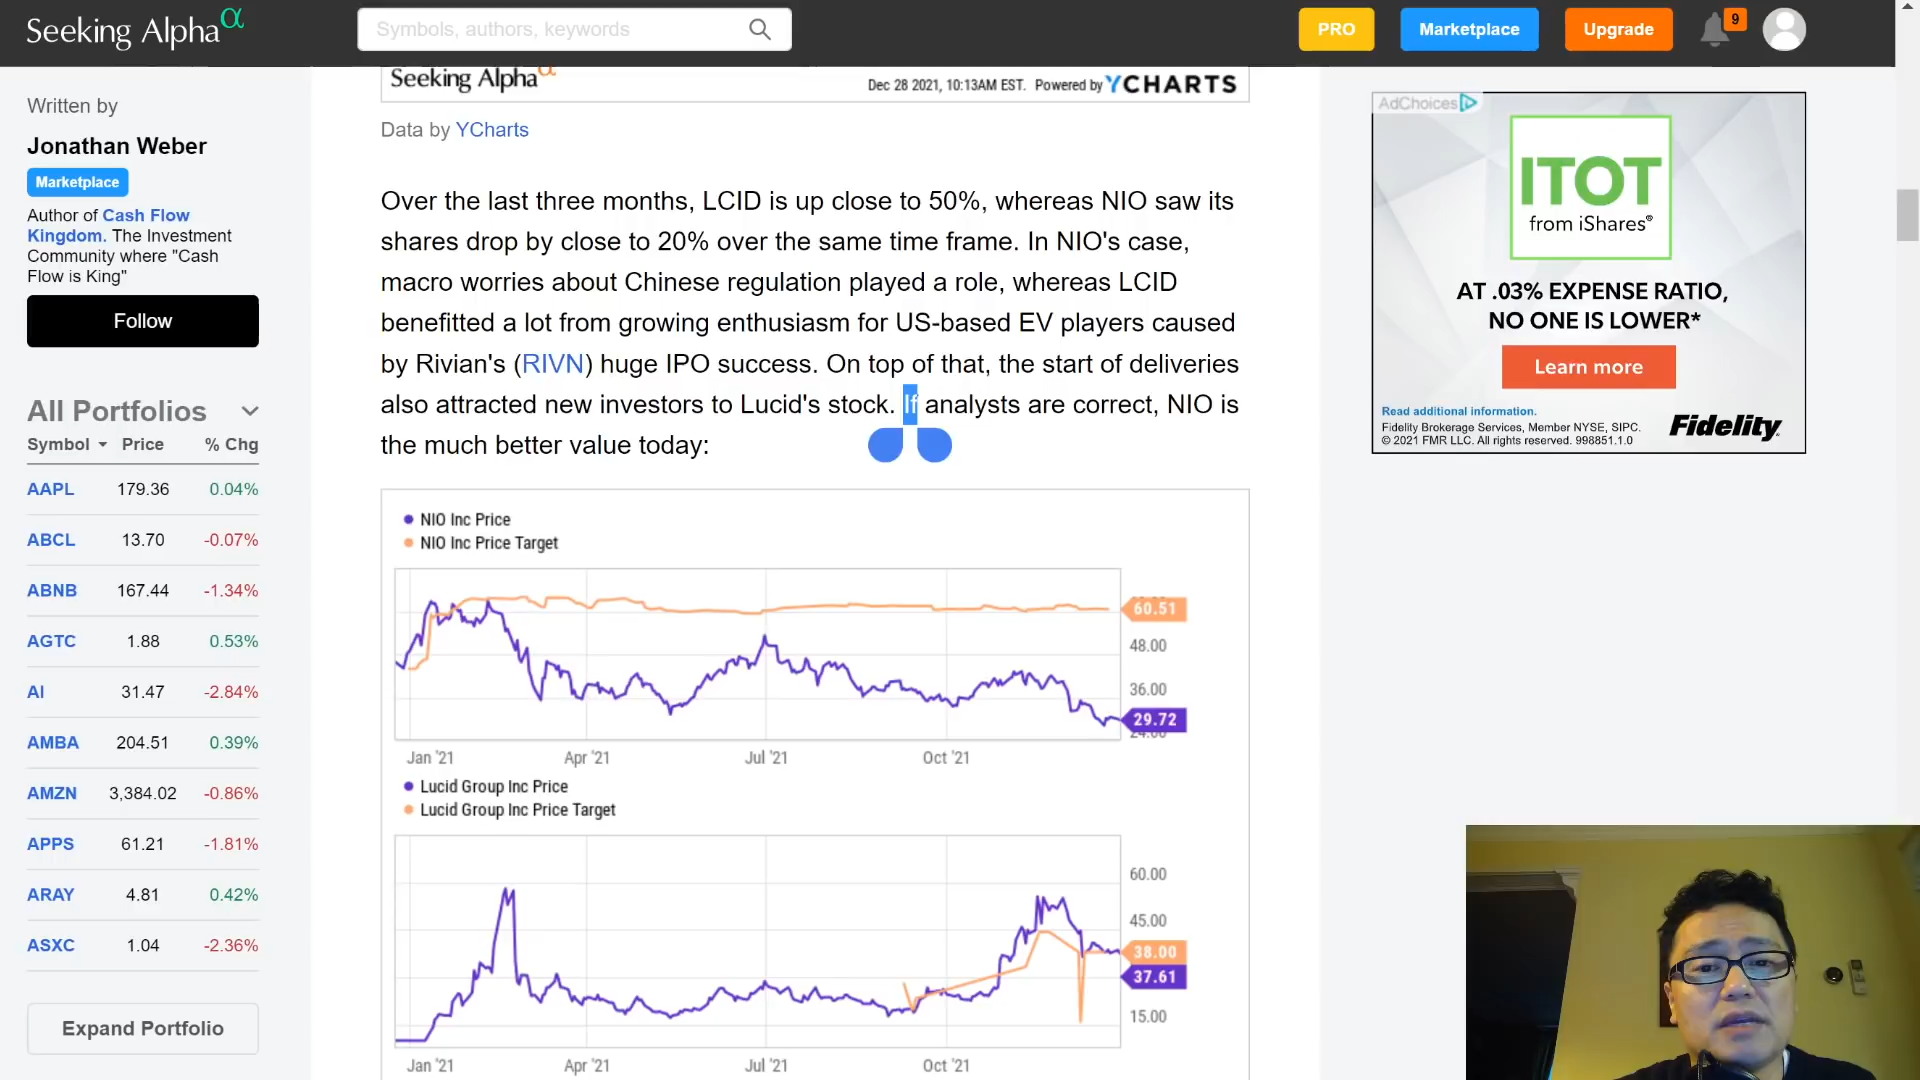 Seeking Alpha α
Symbols, authors, keywords
PRO
Marketplace
Upgrade
9
Written by
Jonathan Weber
Marketplace
Author of Cash Flow
Kingdom. The Investment
Community where "Cash
Flow is King"
Follow
All Portfolios
Symbol Price % Chg
AAPL 179.36 0.04%
ABCL 13.70 -0.07%
ABNB 167.44 -1.34%
AGTC 1.88 0.53%
AI 31.47 -2.84%
AMBA 204.51 0.39%
AMZN 3,384.02 -0.86%
APPS 61.21 -1.81%
ARAY 4.81 0.42%
ASXC 1.04 -2.36%
Expand Portfolio
Seeking Alpha α
Dec 28 2021, 10:13AM EST. Powered by YCHARTS
Data by YCharts
Over the last three months, LCID is up close to 50%, whereas NIO saw its
shares drop by close to 20% over the same time frame. In NIO's case,
macro worries about Chinese regulation played a role, whereas LCID
benefitted a lot from growing enthusiasm for US-based EV players caused
by Rivian's (RIVN) huge IPO success. On top of that, the start of deliveries
also attracted new investors to Lucid's stock. If analysts are correct, NIO is
the much better value today:
NIO Inc Price
NIO Inc Price Target
60.51
48.00
36.00
29.72
24.00
Jan '21 Apr '21 Jul '21 Oct '21
Lucid Group Inc Price
Lucid Group Inc Price Target
60.00
45.00
38.00
37.61
15.00
Jan '21 Apr '21 Jul '21 Oct '21
AdChoices
ITOT
from iShares®
AT .03% EXPENSE RATIO,
NO ONE IS LOWER*
Learn more
Read additional information.
Fidelity Brokerage Services, Member NYSE, SIPC.
© 2021 FMR LLC. All rights reserved. 998851.1.0
Fidelity